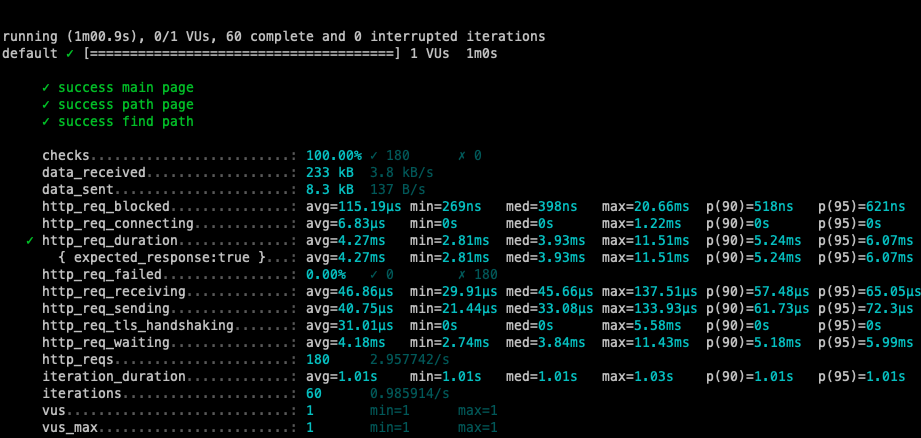 running (1m00.9s), 0/1 VUs, 60 complete and 0 interrupted iterations
default ✓ [======================================] 1 VUs  1m0s
✓ success main page
✓ success path page
✓ success find path
checks.........................: 100.00% ✓ 180      ✗ 0
data_received..................: 233 kB  3.8 kB/s
data_sent......................: 8.3 kB  137 B/s
http_req_blocked...............: avg=115.19µs min=269ns   med=398ns   max=20.66ms  p(90)=518ns   p(95)=621ns
http_req_connecting............: avg=6.83µs   min=0s      med=0s      max=1.22ms   p(90)=0s      p(95)=0s
✓ http_req_duration..............: avg=4.27ms   min=2.81ms  med=3.93ms  max=11.51ms  p(90)=5.24ms  p(95)=6.07ms
{ expected_response:true }...: avg=4.27ms   min=2.81ms  med=3.93ms  max=11.51ms  p(90)=5.24ms  p(95)=6.07ms
http_req_failed................: 0.00%   ✓ 0        ✗ 180
http_req_receiving.............: avg=46.86µs  min=29.91µs med=45.66µs max=137.51µs p(90)=57.48µs p(95)=65.05µs
http_req_sending...............: avg=40.75µs  min=21.44µs med=33.08µs max=133.93µs p(90)=61.73µs p(95)=72.3µs
http_req_tls_handshaking.......: avg=31.01µs  min=0s      med=0s      max=5.58ms   p(90)=0s      p(95)=0s
http_req_waiting...............: avg=4.18ms   min=2.74ms  med=3.84ms  max=11.43ms  p(90)=5.18ms  p(95)=5.99ms
http_reqs......................: 180     2.957742/s
iteration_duration.............: avg=1.01s    min=1.01s   med=1.01s   max=1.03s    p(90)=1.01s   p(95)=1.01s
iterations.....................: 60      0.985914/s
vus............................: 1       min=1      max=1
vus_max........................: 1       min=1      max=1